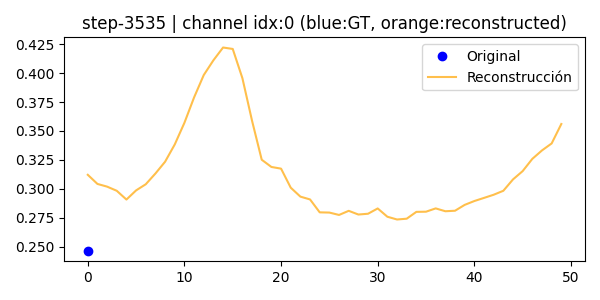 step-3535 | channel idx:0 (blue:GT, orange:reconstructed)
0.425
0.400
0.375
0.350
0.325
0.300
0.275
0.250
Original
Reconstrucción
0 10 20 30 40 50